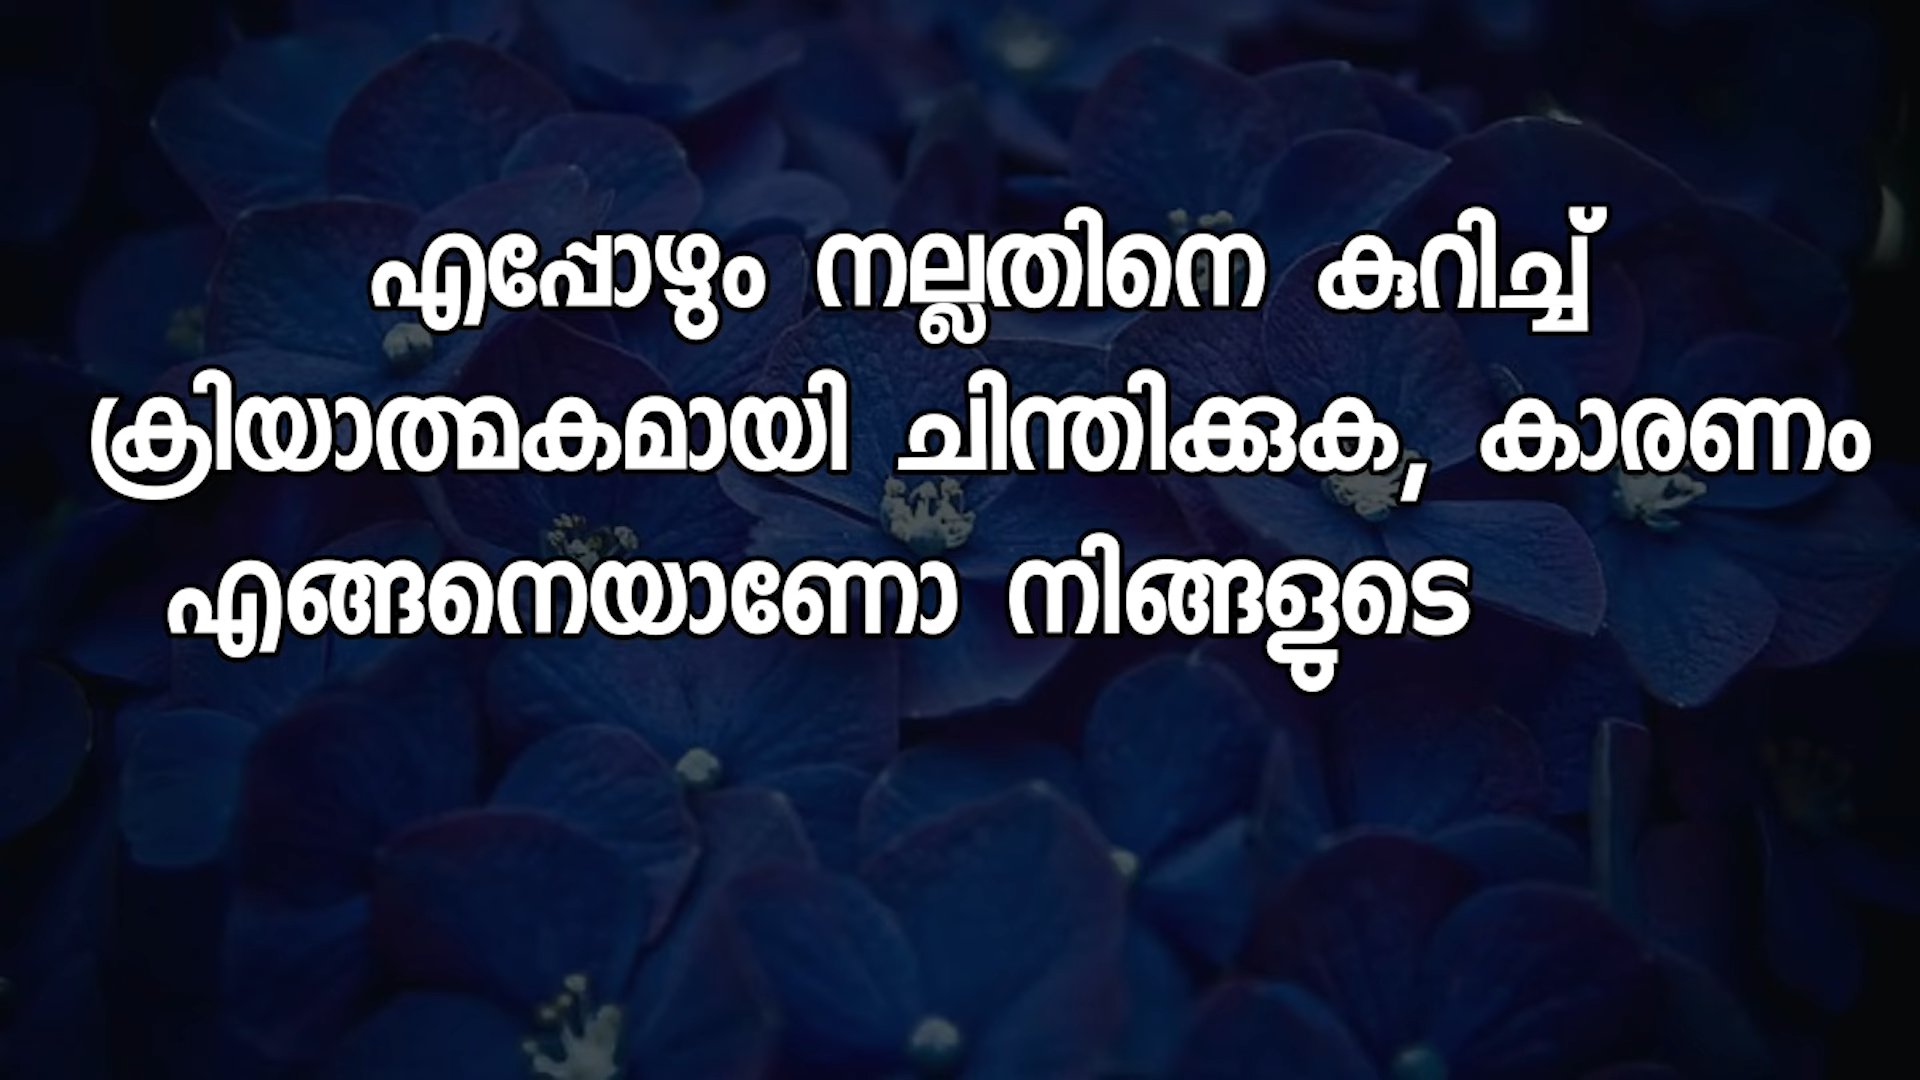 എപ്പോഴും നല്ലതിനെ കുറിച്ച്
ക്രിയാത്മകമായി ചിന്തിക്കുക, കാരണം
എങ്ങനെയാണോ നിങ്ങളുടെ